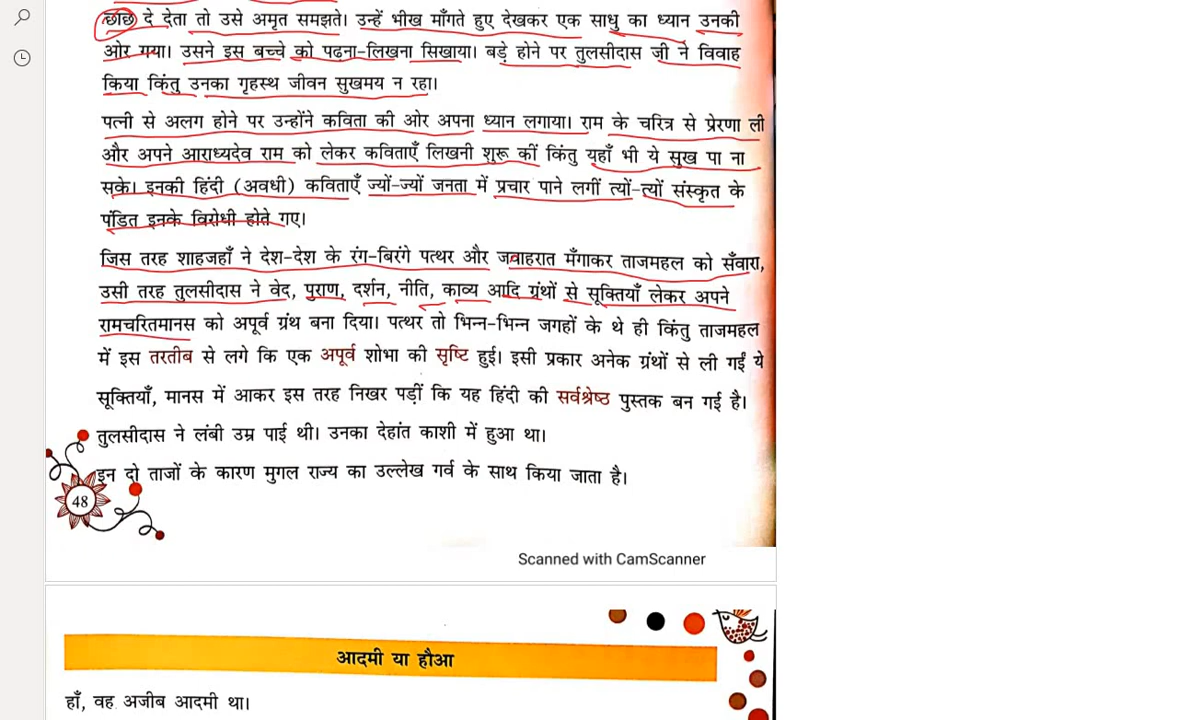 छाछ दे देता तो उसे अमृत समझते। उन्हें भीख माँगते हुए देखकर एक साधु का ध्यान उनकी
ओर गया। उसने इस बच्चे को पढ़ना-लिखना सिखाया। बड़े होने पर तुलसीदास जी ने विवाह
किया किंतु उनका गृहस्थ जीवन सुखमय न रहा।
पत्नी से अलग होने पर उन्होंने कविता की ओर अपना ध्यान लगाया। राम के चरित्र से प्रेरणा ली
और अपने आराध्यदेव राम को लेकर कविताएँ लिखनी शुरू कीं किंतु यहाँ भी ये सुख पा ना
सके। इनकी हिंदी (अवधी) कविताएँ ज्यों-ज्यों जनता में प्रचार पाने लगीं त्यों-त्यों संस्कृत के
पंडित इनके विरोधी होते गए।
जिस तरह शाहजहाँ ने देश-देश के रंग-बिरंगे पत्थर और जवाहरात मँगाकर ताजमहल को सँवारा,
उसी तरह तुलसीदास ने वेद, पुराण, दर्शन, नीति, काव्य आदि ग्रंथों से सूक्तियाँ लेकर अपने
रामचरितमानस को अपूर्व ग्रंथ बना दिया। पत्थर तो भिन्न-भिन्न जगहों के थे ही किंतु ताजमहल
में इस तरतीब से लगे कि एक अपूर्व शोभा की सृष्टि हुई। इसी प्रकार अनेक ग्रंथों से ली गईं ये
सूक्तियाँ, मानस में आकर इस तरह निखर पड़ीं कि यह हिंदी की सर्वश्रेष्ठ पुस्तक बन गई है।
तुलसीदास ने लंबी उम्र पाई थी। उनका देहांत काशी में हुआ था।
इन दो ताजों के कारण मुगल राज्य का उल्लेख गर्व के साथ किया जाता है।
48
Scanned with CamScanner
आदमी या हौआ
हाँ, वह अजीब आदमी था।